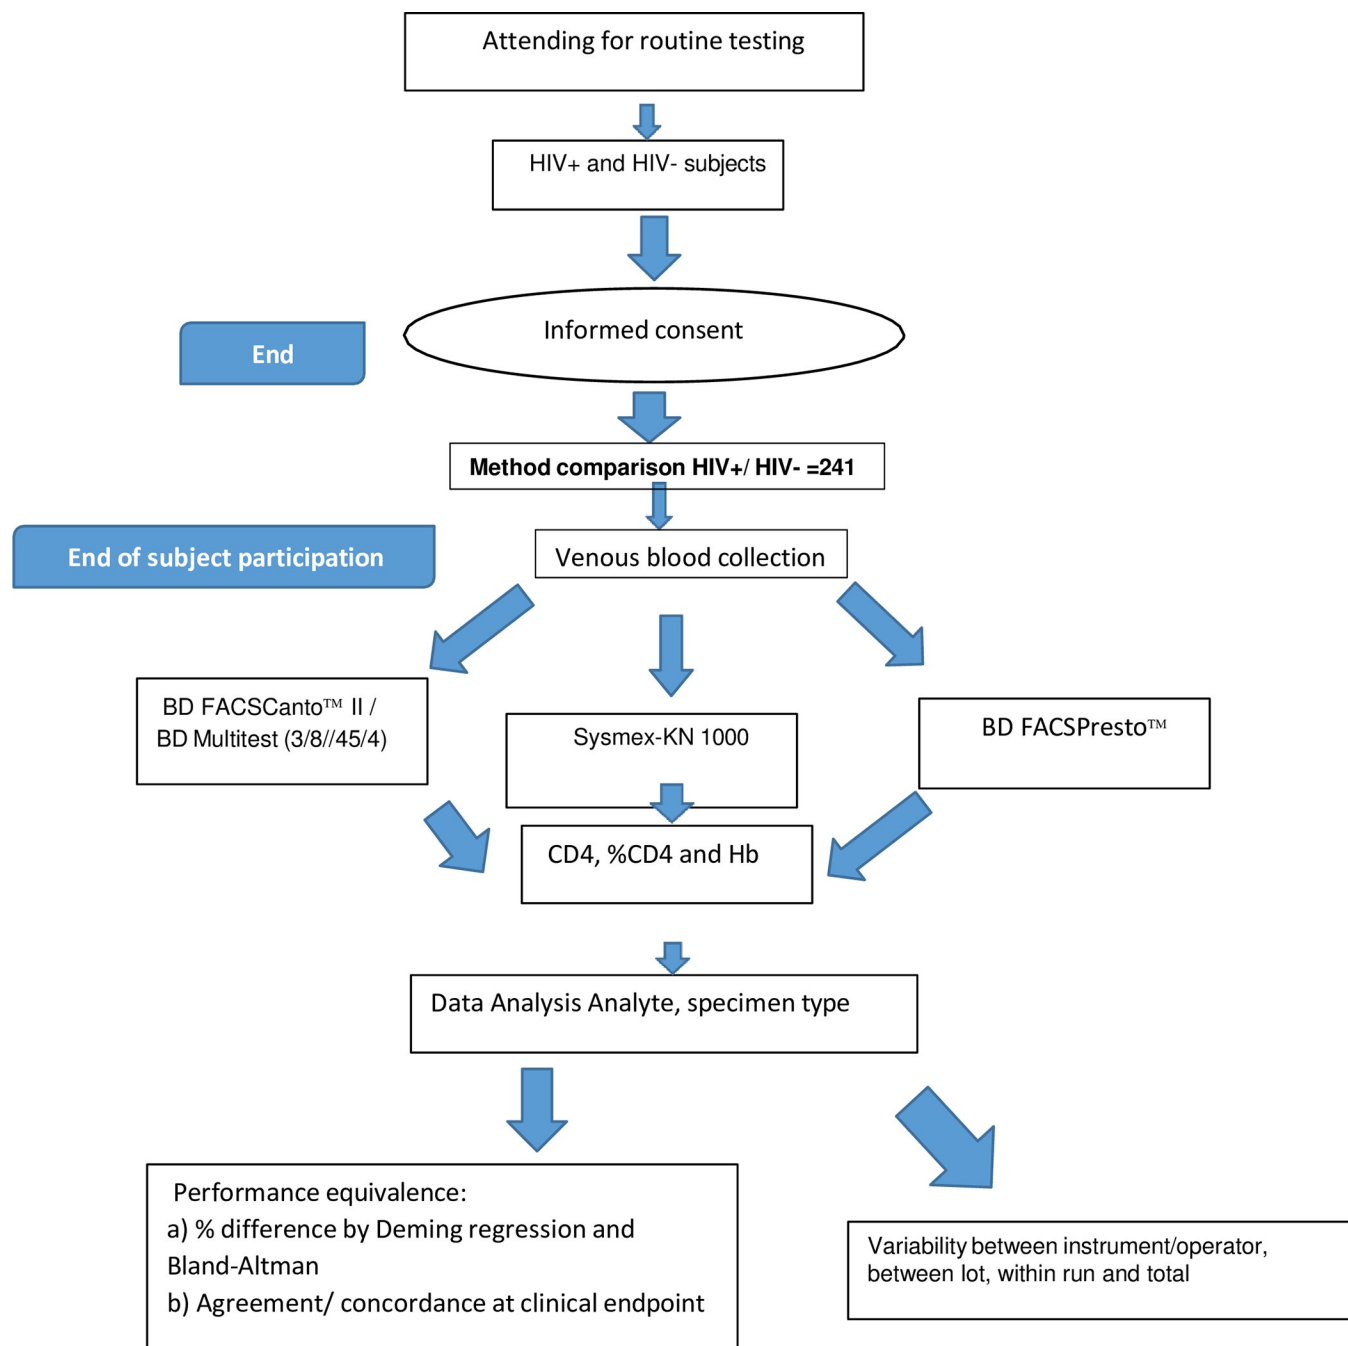 Attending for routine testing
HIV+ and HIV- subjects
Informed consent
End
Method comparison HIV+/ HIV- =241
End of subject participation
Venous blood collection
BD FACSCanto™ II /
BD Multitest (3/8//45/4)
Sysmex-KN 1000
BD FACSPresto™
CD4, %CD4 and Hb
Data Analysis Analyte, specimen type
Performance equivalence:
a) % difference by Deming regression and
Bland-Altman
b) Agreement/ concordance at clinical endpoint
Variability between instrument/operator,
between lot, within run and total